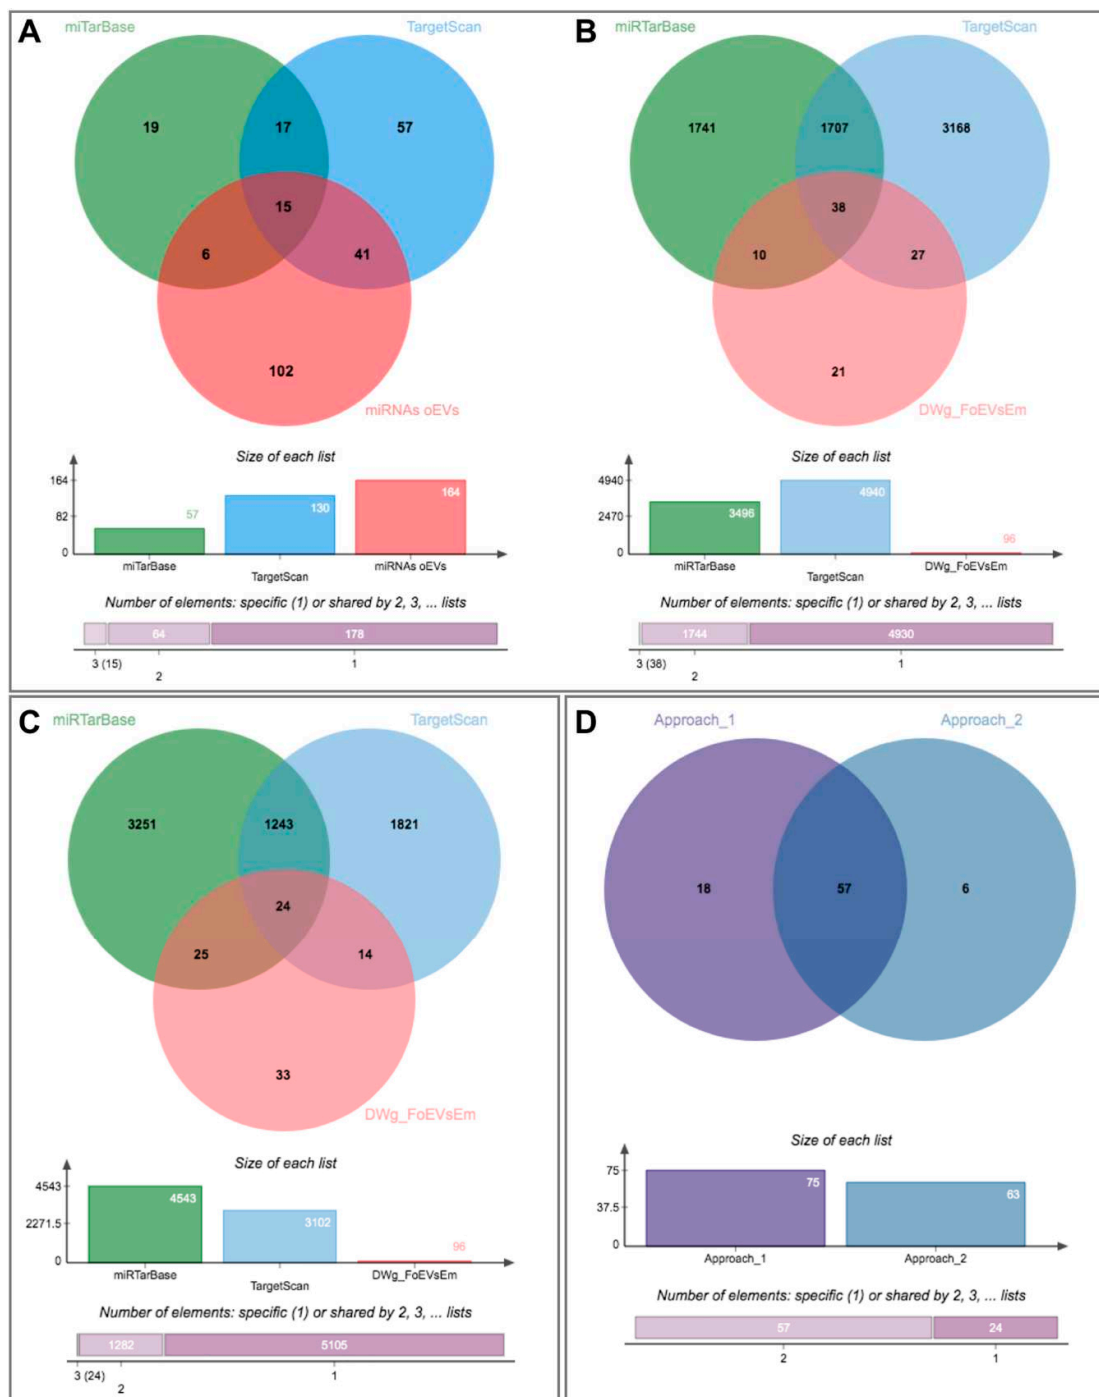 A
miTarBase
TargetScan
19
17
57
15
6
41
102
miRNAs oEVs
Size of each list
164
82
0
57
130
164
miTarBase
TargetScan
miRNAs oEVs
Number of elements: specific (1) or shared by 2, 3, ... lists
64
178
3 (15)
2
1
B
miRTarBase
TargetScan
1741
1707
3168
38
10
27
21
DWg_FoEVsEm
Size of each list
4940
2470
0
3496
4940
96
miRTarBase
TargetScan
DWg_FoEVsEm
Number of elements: specific (1) or shared by 2, 3, ... lists
1744
4930
3 (38)
2
1
C
miRTarBase
TargetScan
3251
1243
1821
24
25
14
33
DWg_FoEVsEm
Size of each list
4543
2271.5
0
4543
3102
96
miRTarBase
TargetScan
DWg_FoEVsEm
Number of elements: specific (1) or shared by 2, 3, ... lists
1282
5105
3 (24)
2
1
D
Approach_1
Approach_2
18
57
6
Size of each list
75
37.5
0
75
63
Approach_1
Approach_2
Number of elements: specific (1) or shared by 2, 3, ... lists
57
24
2
1